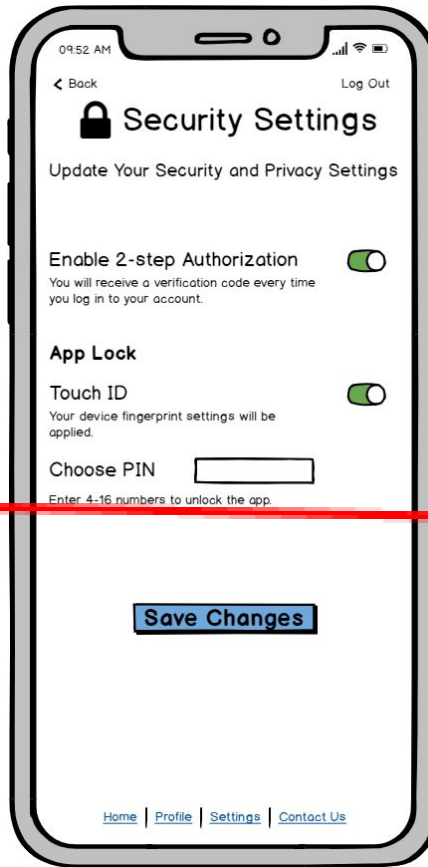 09:52 AM
Back Log Out
Security Settings
Update Your Security and Privacy Settings
Enable 2-step Authorization
You will receive a verification code every time
you log in to your account.
App Lock
Touch ID
Your device fingerprint settings will be
applied.
Choose PIN
Enter 4-16 numbers to unlock the app.
Save Changes
Home | Profile | Settings | Contact Us